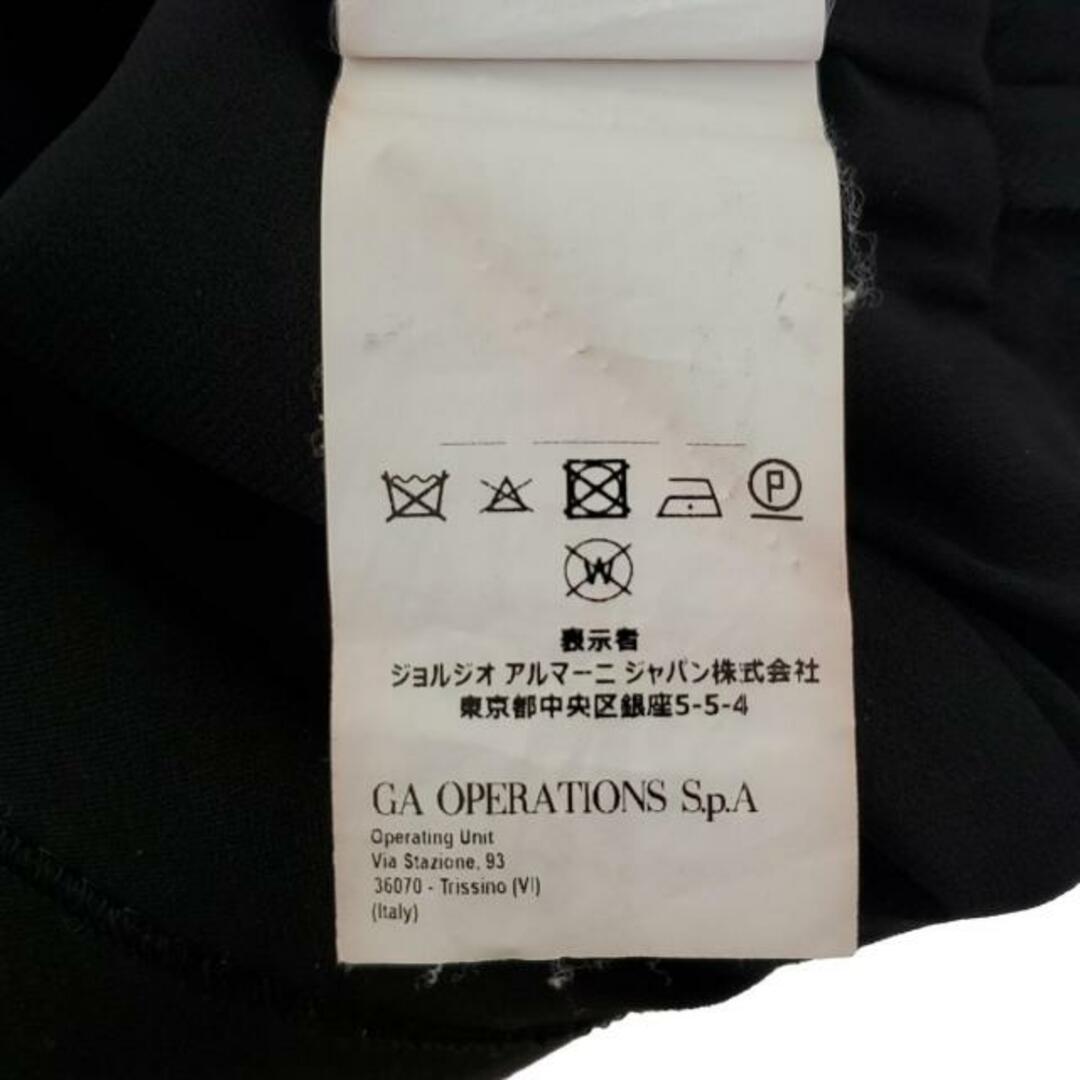 P
W
表示者
ジョルジオ アルマーニ ジャパン株式会社
東京都中央区銀座5-5-4
GA OPERATIONS S.p.A
Operating Unit
Via Stazione, 93
36070 - Trissino (VI)
(Italy)